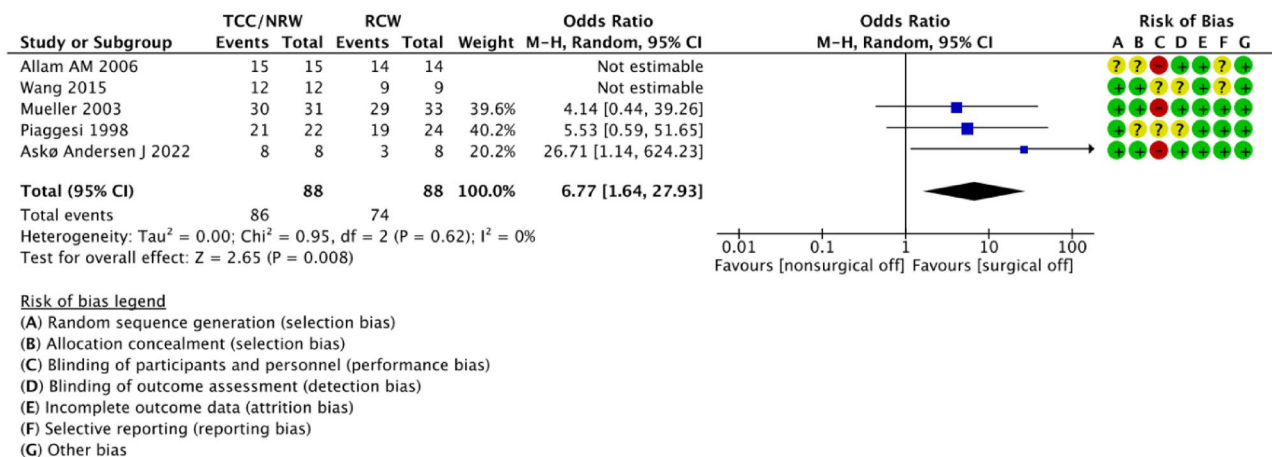 TCC/NRW RCW Odds Ratio Odds Ratio Risk of Bias
Study or Subgroup Events Total Events Total Weight M-H, Random, 95% CI M-H, Random, 95% CI A B C D E F G
Allam AM 2006 15 15 14 14 Not estimable ? ? - + + ? +
Wang 2015 12 12 9 9 Not estimable + + ? ? + + +
Mueller 2003 30 31 29 33 39.6% 4.14 [0.44, 39.26] + + - + + + +
Piaggesi 1998 21 22 19 24 40.2% 5.53 [0.59, 51.65] + ? ? ? + + +
Askø Andersen J 2022 8 8 3 8 20.2% 26.71 [1.14, 624.23] + + - + + + +
Total (95% CI) 88 88 100.0% 6.77 [1.64, 27.93]
Total events 86 74
Heterogeneity: Tau² = 0.00; Chi² = 0.95, df = 2 (P = 0.62); I² = 0%
Test for overall effect: Z = 2.65 (P = 0.008)
0.01 0.1 1 10 100
Favours [nonsurgical off] Favours [surgical off]
Risk of bias legend
(A) Random sequence generation (selection bias)
(B) Allocation concealment (selection bias)
(C) Blinding of participants and personnel (performance bias)
(D) Blinding of outcome assessment (detection bias)
(E) Incomplete outcome data (attrition bias)
(F) Selective reporting (reporting bias)
(G) Other bias